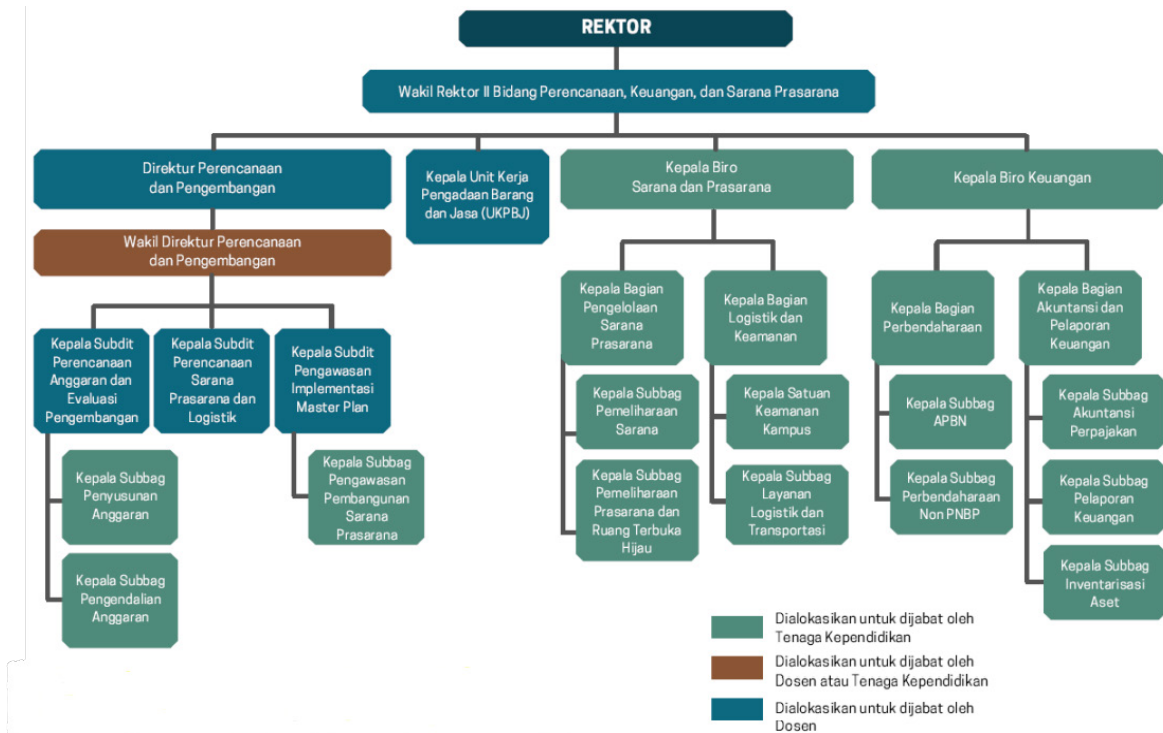 REKTOR
Wakil Rektor II Bidang Perencanaan, Keuangan, dan Sarana Prasarana
Direktur Perencanaan
dan Pengembangan
Kepala Unit Kerja
Pengadaan Barang
dan Jasa (UKPBJ)
Kepala Biro
Sarana dan Prasarana
Kepala Biro Keuangan
Wakil Direktur Perencanaan
dan Pengembangan
Kepala Subdit
Perencanaan
Anggaran dan
Evaluasi
Pengembangan
Kepala Subdit
Perencanaan
Sarana
Prasarana dan
Logistik
Kepala Subdit
Pengawasan
Implementasi
Master Plan
Kepala Subbag
Penyusunan
Anggaran
Kepala Subbag
Pengendalian
Anggaran
Kepala Subbag
Pengawasan
Pembangunan
Sarana
Prasarana
Kepala Bagian
Pengelolaan
Sarana
Prasarana
Kepala Subbag
Pemeliharaan
Sarana
Kepala Subbag
Pemeliharaan
Prasarana dan
Ruang Terbuka
Hijau
Kepala Bagian
Logistik dan
Keamanan
Kepala Satuan
Keamanan
Kampus
Kepala Subbag
Layanan
Logistik dan
Transportasi
Kepala Bagian
Perbendaharaan
Kepala Subbag
APBN
Kepala Subbag
Perbendaharaan
Non PNBP
Kepala Bagian
Akuntansi dan
Pelaporan
Keuangan
Kepala Subbag
Akuntansi
Perpajakan
Kepala Subbag
Pelaporan
Keuangan
Kepala Subbag
Inventarisasi
Aset
Dialokasikan untuk dijabat oleh
Tenaga Kependidikan
Dialokasikan untuk dijabat oleh
Dosen atau Tenaga Kependidikan
Dialokasikan untuk dijabat oleh
Dosen